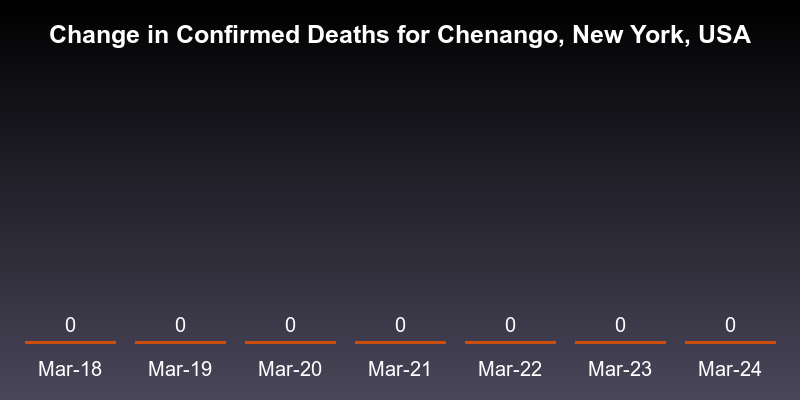 Change in Confirmed Deaths for Chenango, New York, USA
0 0 0 0 0 0 0
Mar-18 Mar-19 Mar-20 Mar-21 Mar-22 Mar-23 Mar-24